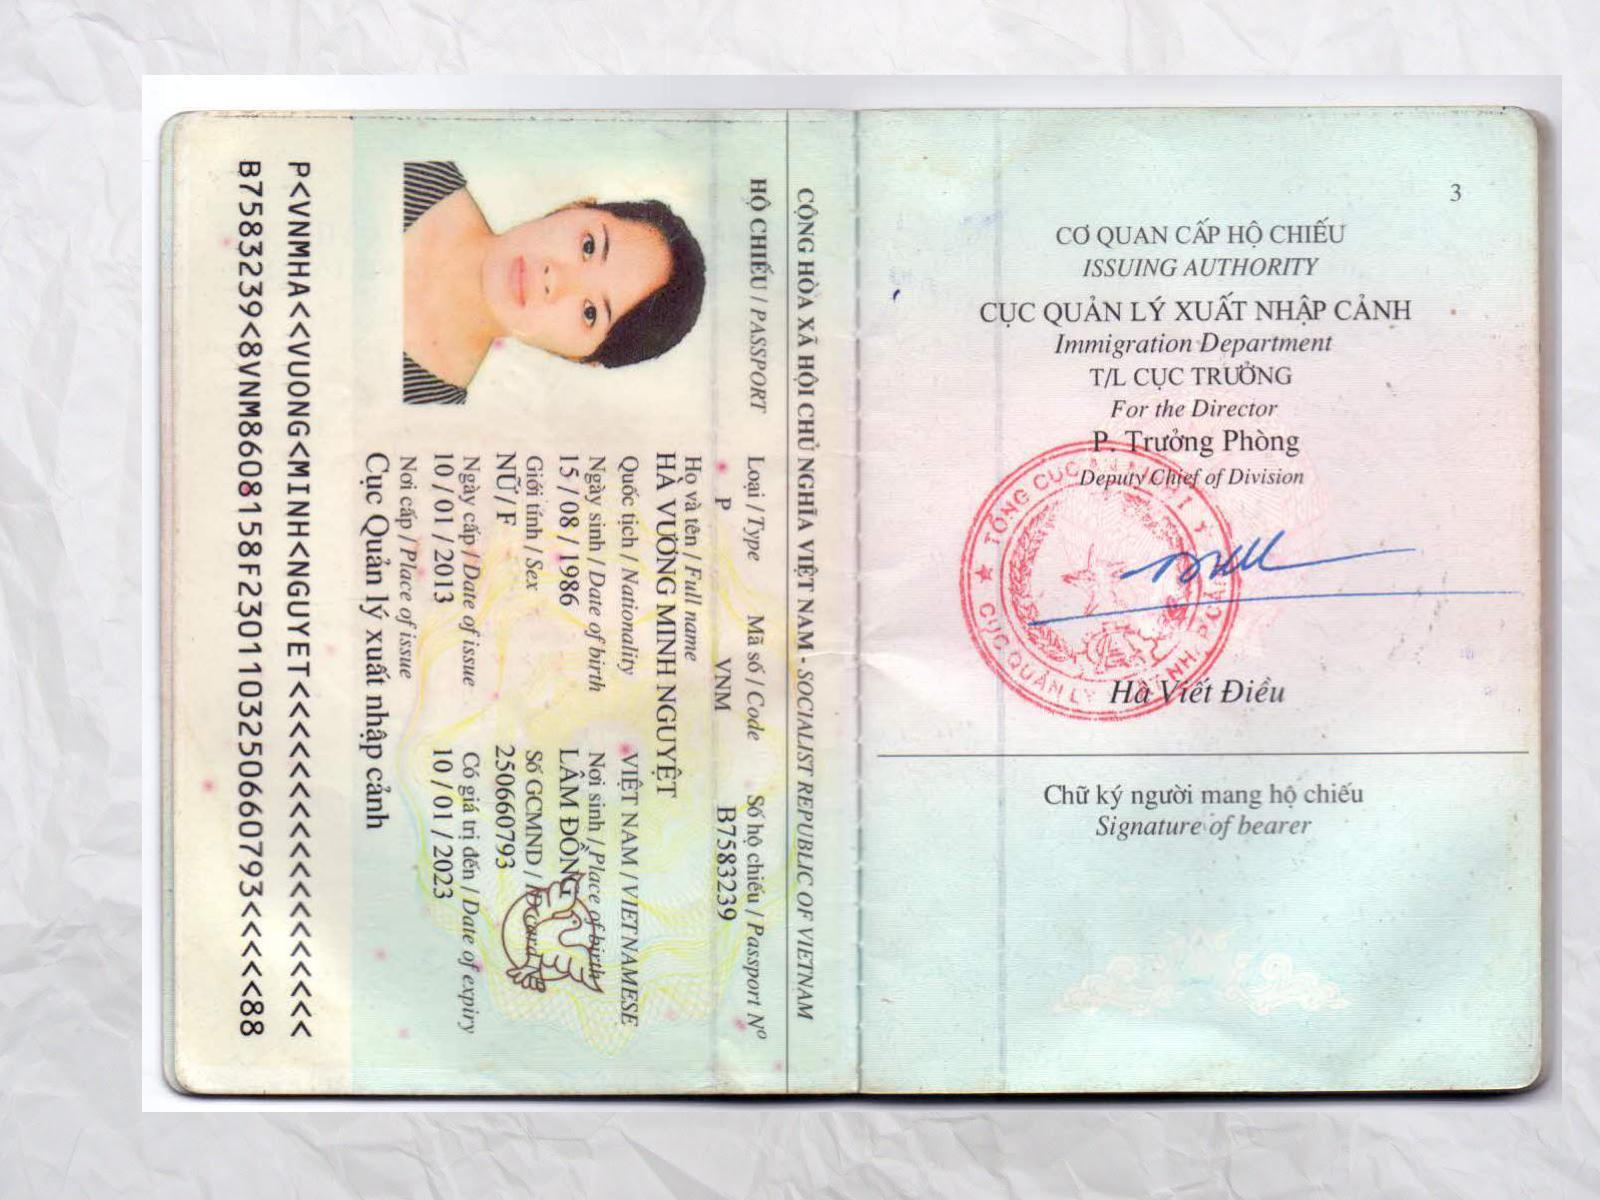 CỘNG HÒA XÃ HỘI CHỦ NGHĨA VIỆT NAM - SOCIALIST REPUBLIC OF VIETNAM
HỘ CHIẾU / PASSPORT
Loại / Type
Mã số / Code
Số hộ chiếu / Passport Nº
P
VNM
B7583239
Họ và tên / Full name
HÀ VƯƠNG MINH NGUYỆT
Quốc tịch / Nationality
VIỆT NAM / VIETNAMESE
Ngày sinh / Date of birth
Nơi sinh / Place of birth
15 / 08 / 1986
LÂM ĐỒNG
Giới tính / Sex
Số GCMND / ID card Nº
NỮ / F
250660793
Ngày cấp / Date of issue
Có giá trị đến / Date of expiry
10 / 01 / 2013
10 / 01 / 2023
Nơi cấp / Place of issue
Cục Quản lý xuất nhập cảnh
P<VNMHA<<VUONG<MINH<NGUYET<<<<<<<<<<<<<<<<<<
B7583239<8VNM8608158F2301103250660793<<<<<88
3
CƠ QUAN CẤP HỘ CHIẾU
ISSUING AUTHORITY
CỤC QUẢN LÝ XUẤT NHẬP CẢNH
Immigration Department
T/L CỤC TRƯỞNG
For the Director
P. Trưởng Phòng
Deputy Chief of Division
TỔNG CỤC AN NINH I
CỤC QUẢN LÝ
Hà Viết Điều
Chữ ký người mang hộ chiếu
Signature of bearer